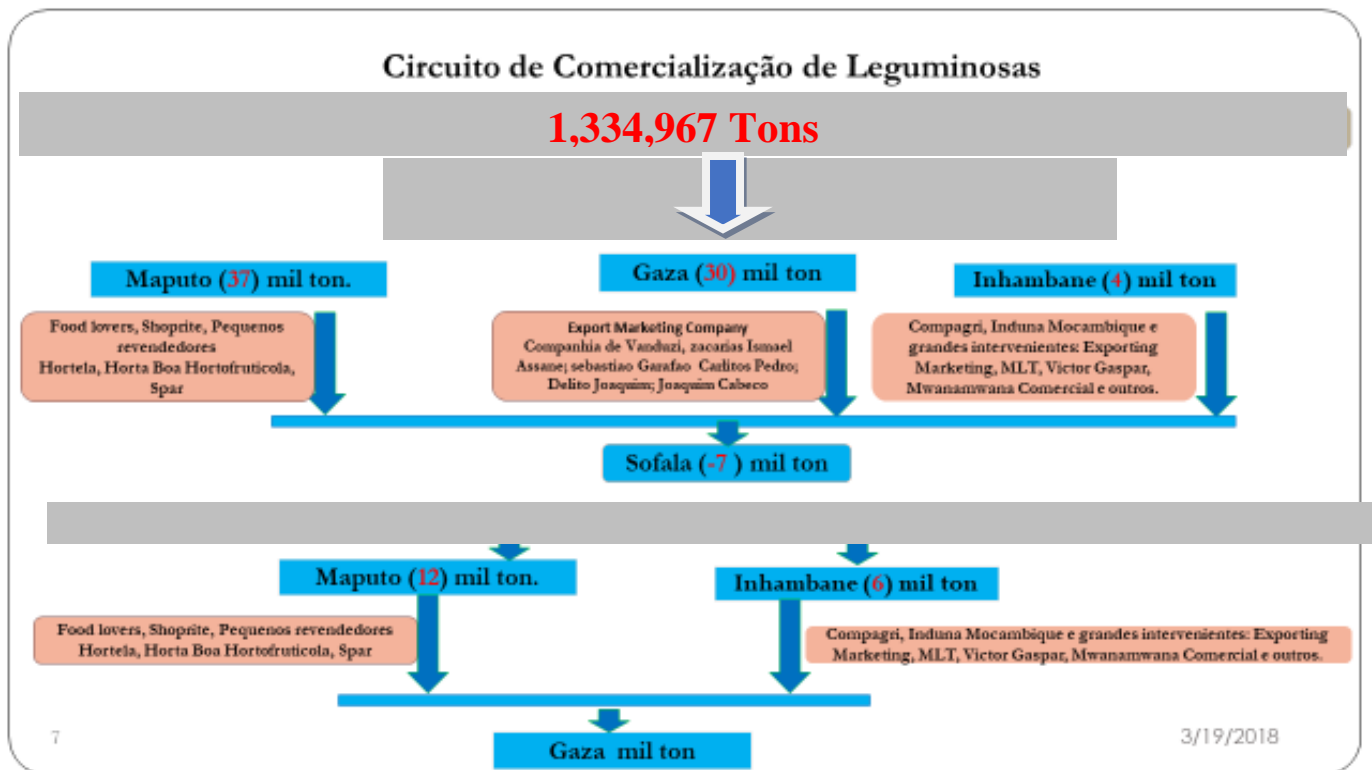 Circuito de Comercialização de Leguminosas
1,334,967 Tons
Maputo (37) mil ton.
Gaza (30) mil ton
Inhambane (4) mil ton
Food lovers, Shoprite, Pequenos
revendedores
Hortela, Horta Boa Hortofruticola,
Spar
Export Marketing Company
Companhia de Vanduzi, zacarias Ismael
Assane; sebastiao Garafao Carlitos Pedro;
Delito Joaquim; Joaquim Cabeco
Compagri, Induna Mocambique e
grandes intervenientes: Exporting
Marketing, MLT, Victor Gaspar,
Mwanamwana Comercial e outros.
Sofala (-7 ) mil ton
Maputo (12) mil ton.
Inhambane (6) mil ton
Food lovers, Shoprite, Pequenos revendedores
Hortela, Horta Boa Hortofruticola, Spar
Compagri, Induna Mocambique e grandes intervenientes: Exporting
Marketing, MLT, Victor Gaspar, Mwanamwana Comercial e outros.
Gaza mil ton
7
3/19/2018